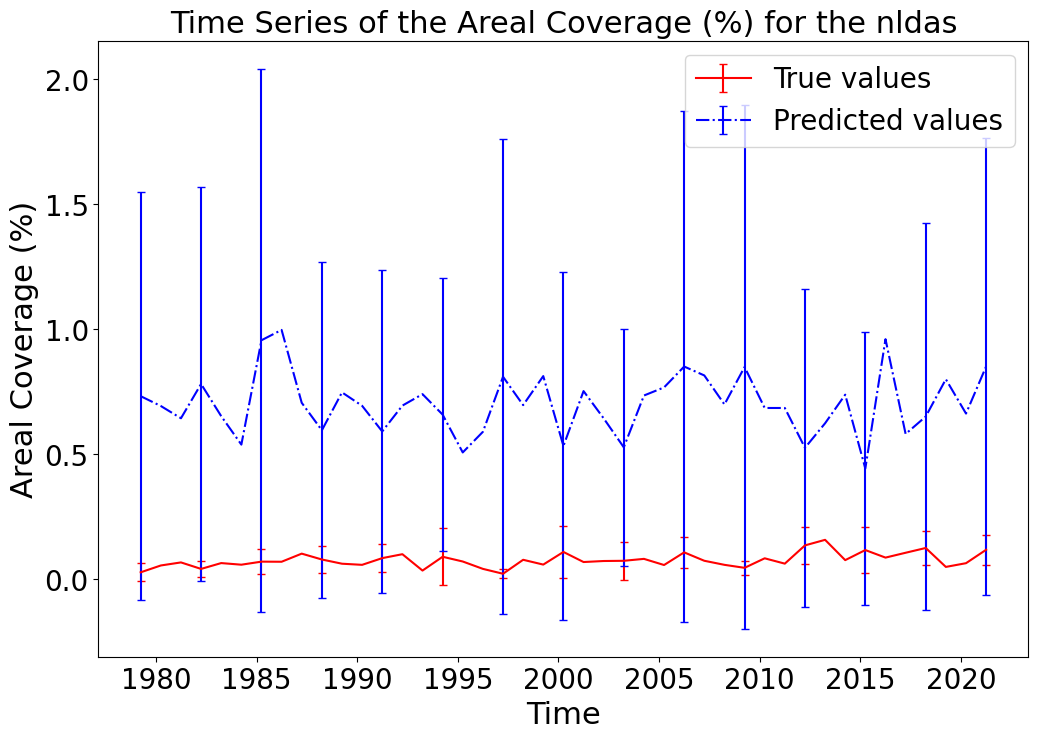 Time Series of the Areal Coverage (%) for the nldas
True values
Predicted values
Areal Coverage (%)
2.0
1.5
1.0
0.5
0.0
1980 1985 1990 1995 2000 2005 2010 2015 2020
Time